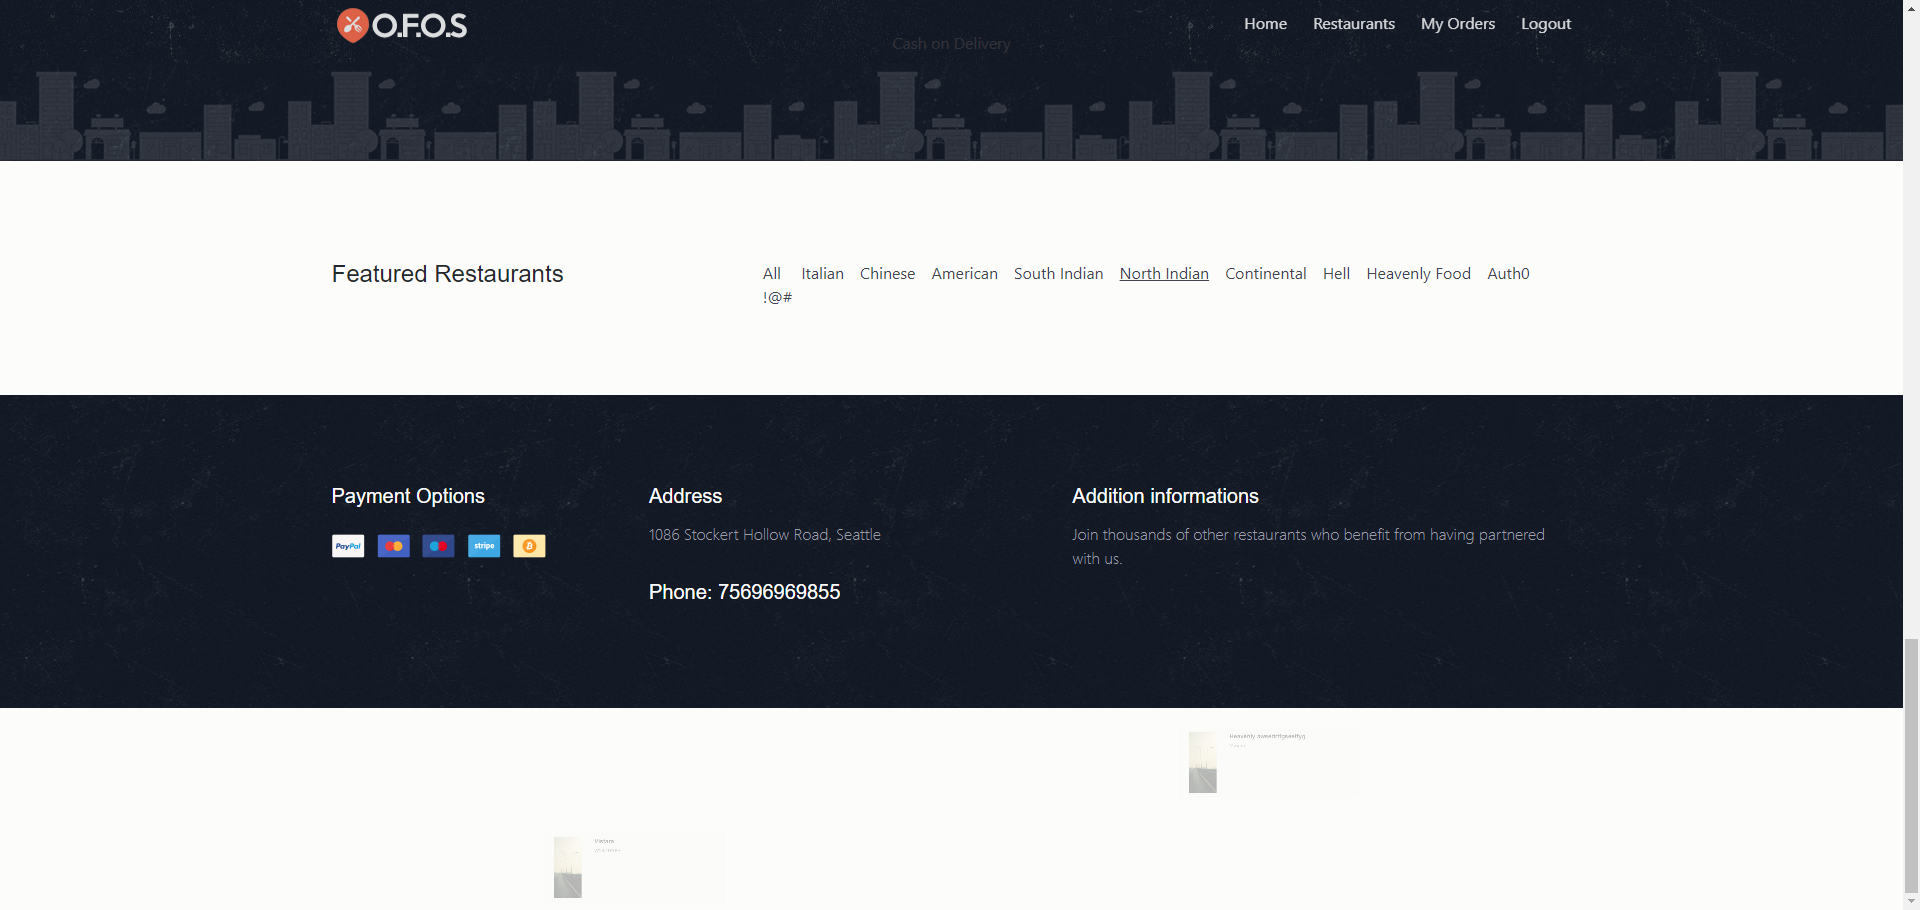 O.F.O.S
Home Restaurants My Orders Logout
Cash on Delivery
Featured Restaurants
All Italian Chinese American South Indian North Indian Continental Hell Heavenly Food Auth0
!@#
Payment Options
Address
Addition informations
PayPal
stripe
1086 Stockert Hollow Road, Seattle
Join thousands of other restaurants who benefit from having partnered
with us.
Phone: 75696969855
Heavenly
Vistara